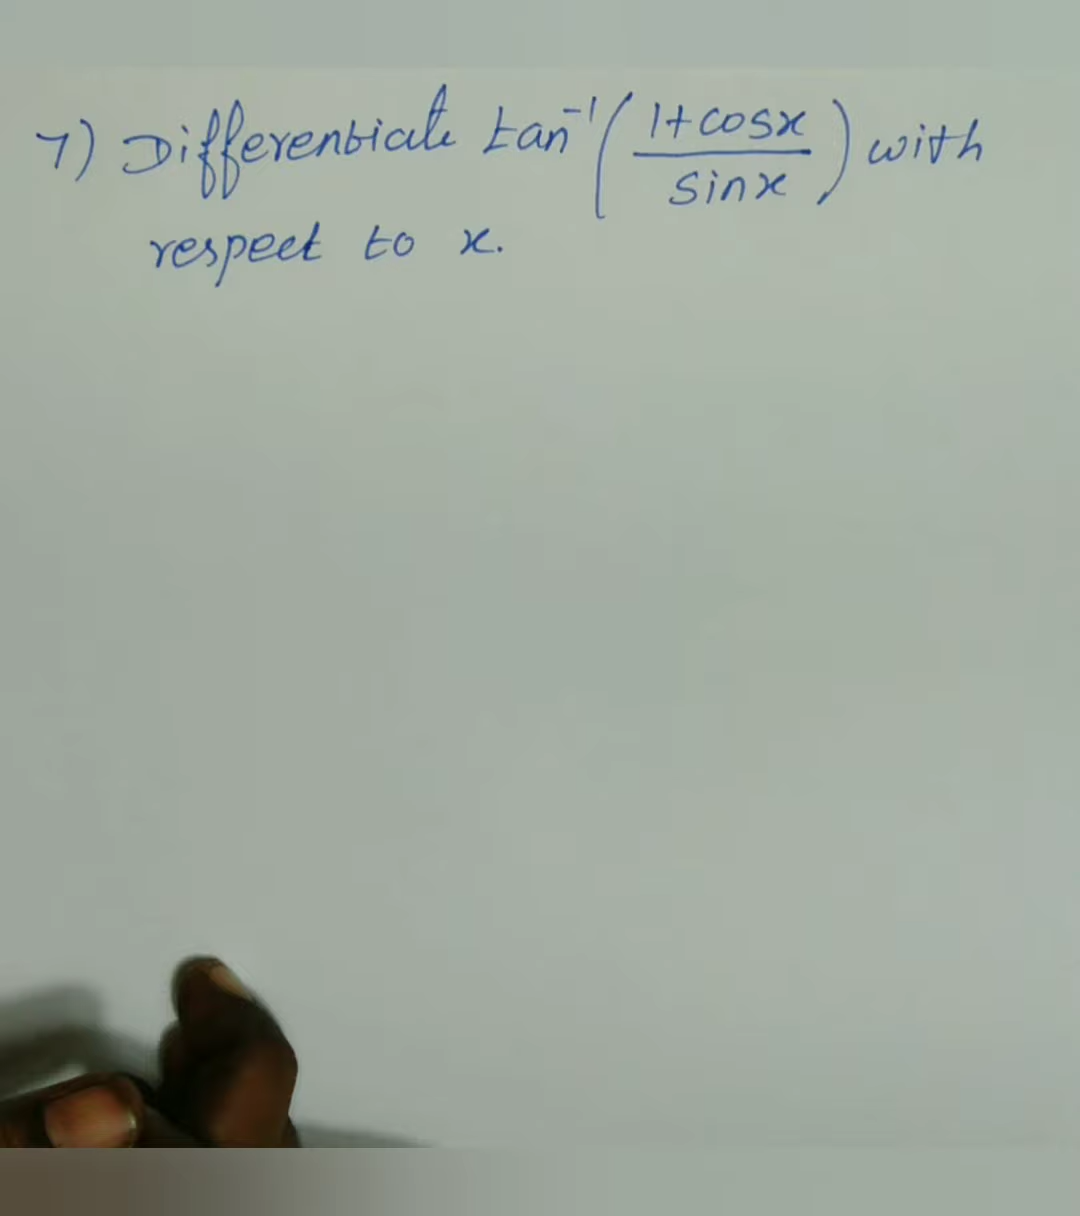 7) Differentiate tan⁻¹(1+cosx/sinx) with
respect to x.